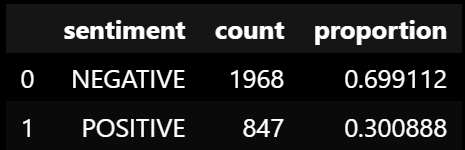 sentiment count proportion
0 NEGATIVE 1968 0.699112
1 POSITIVE 847 0.300888